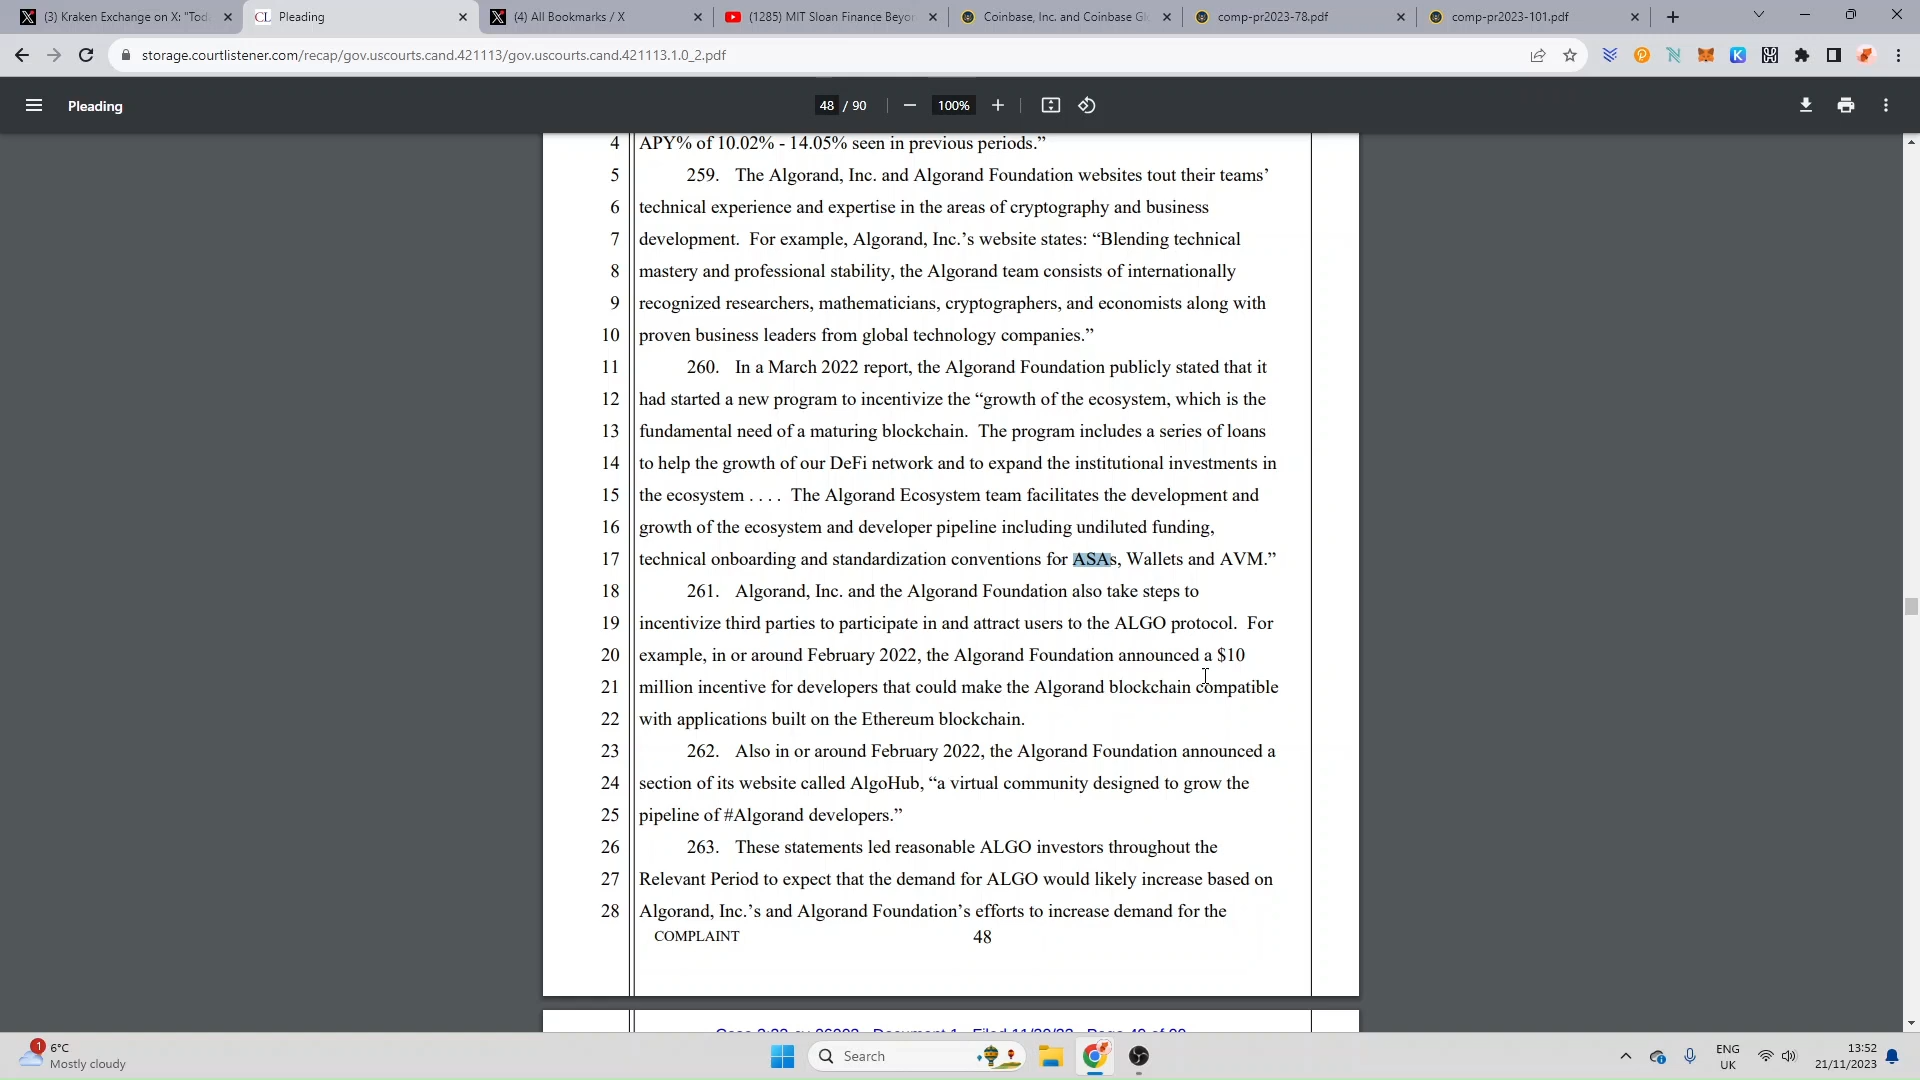 (3) Kraken Exchange on X: "Tod
Pleading
(4) All Bookmarks / X
(1285) MIT Sloan Finance Beyon
Coinbase, Inc. and Coinbase Gl
comp-pr2023-78.pdf
comp-pr2023-101.pdf
storage.courtlistener.com/recap/gov.uscourts.cand.421113/gov.uscourts.cand.421113.1.0_2.pdf
Pleading
48 / 90
100%
4 APY% of 10.02% - 14.05% seen in previous periods.”
5 259. The Algorand, Inc. and Algorand Foundation websites tout their teams’
6 technical experience and expertise in the areas of cryptography and business
7 development. For example, Algorand, Inc.’s website states: “Blending technical
8 mastery and professional stability, the Algorand team consists of internationally
9 recognized researchers, mathematicians, cryptographers, and economists along with
10 proven business leaders from global technology companies.”
11 260. In a March 2022 report, the Algorand Foundation publicly stated that it
12 had started a new program to incentivize the “growth of the ecosystem, which is the
13 fundamental need of a maturing blockchain. The program includes a series of loans
14 to help the growth of our DeFi network and to expand the institutional investments in
15 the ecosystem . . . . The Algorand Ecosystem team facilitates the development and
16 growth of the ecosystem and developer pipeline including undiluted funding,
17 technical onboarding and standardization conventions for ASAs, Wallets and AVM.”
18 261. Algorand, Inc. and the Algorand Foundation also take steps to
19 incentivize third parties to participate in and attract users to the ALGO protocol. For
20 example, in or around February 2022, the Algorand Foundation announced a $10
21 million incentive for developers that could make the Algorand blockchain compatible
22 with applications built on the Ethereum blockchain.
23 262. Also in or around February 2022, the Algorand Foundation announced a
24 section of its website called AlgoHub, “a virtual community designed to grow the
25 pipeline of #Algorand developers.”
26 263. These statements led reasonable ALGO investors throughout the
27 Relevant Period to expect that the demand for ALGO would likely increase based on
28 Algorand, Inc.’s and Algorand Foundation’s efforts to increase demand for the
COMPLAINT 48
1
6°C
Mostly cloudy
Search
ENG
UK
13:52
21/11/2023